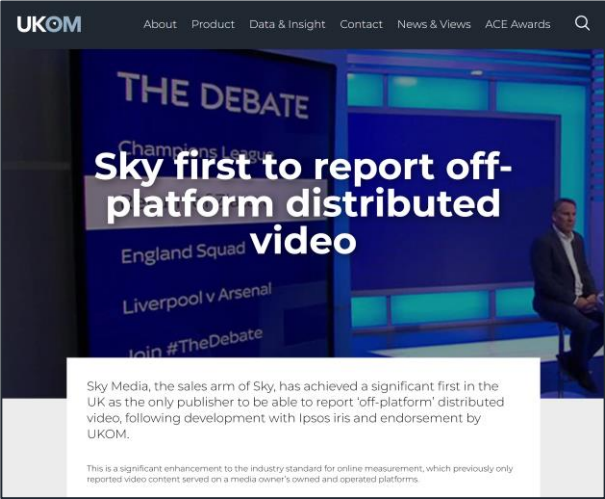 UKOM
About Product Data & Insight Contact News & Views ACE Awards
THE DEBATE
Champions League
Sky first to report off-
platform distributed
video
England Squad
Liverpool v Arsenal
Join #TheDebate
Sky Media, the sales arm of Sky, has achieved a significant first in the
UK as the only publisher to be able to report ‘off-platform’ distributed
video, following development with Ipsos iris and endorsement by
UKOM.
This is a significant enhancement to the industry standard for online measurement, which previously only
reported video content served on a media owner's owned and operated platforms.